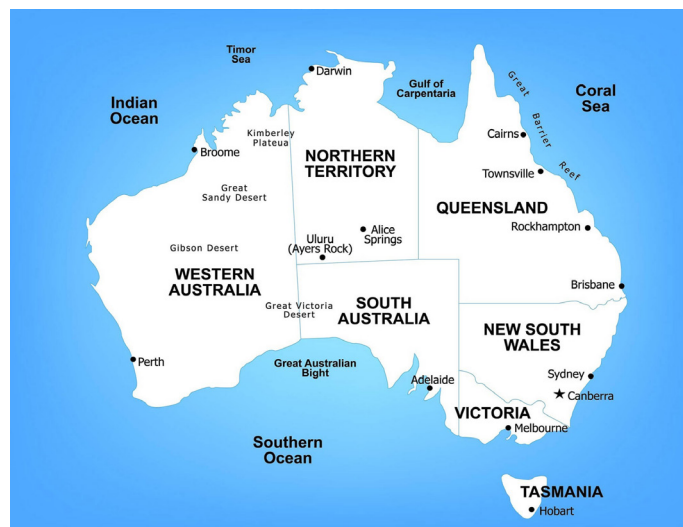 Timor
Sea
Darwin
Gulf of
Carpentaria
Great
Barrier
Reef
Coral
Sea
Indian
Ocean
Kimberley
Plateua
Cairns
Broome
NORTHERN
TERRITORY
Townsville
Great
Sandy Desert
QUEENSLAND
Rockhampton
Alice
Springs
Uluru
(Ayers Rock)
Gibson Desert
WESTERN
AUSTRALIA
Brisbane
Great Victoria
Desert
SOUTH
AUSTRALIA
NEW SOUTH
WALES
Perth
Great Australian
Bight
Adelaide
Sydney
Canberra
VICTORIA
Melbourne
Southern
Ocean
TASMANIA
Hobart